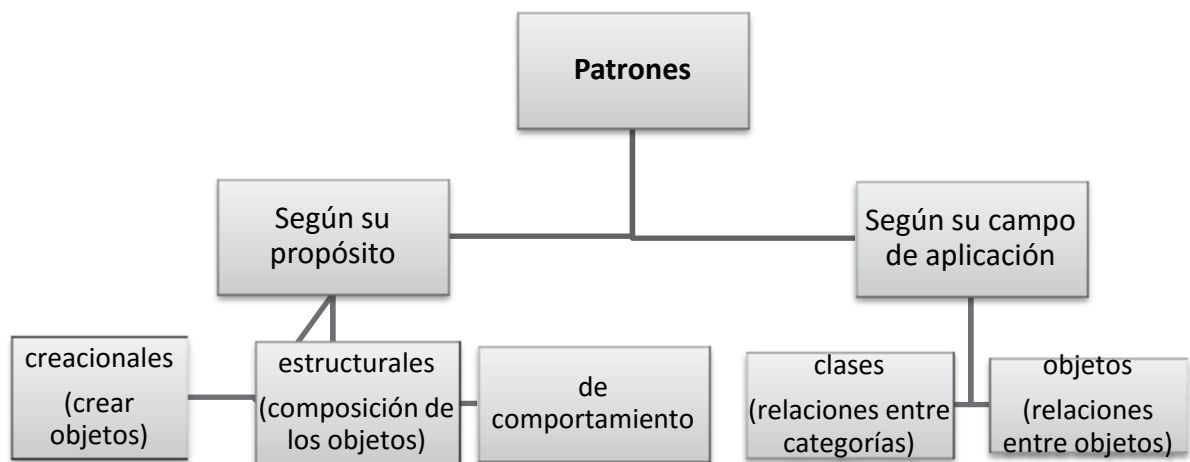 Patrones
Según su
propósito
Según su campo
de aplicación
creacionales
(crear
objetos)
estructurales
(composición de
los objetos)
de
comportamiento
clases
(relaciones entre
categorías)
objetos
(relaciones
entre objetos)